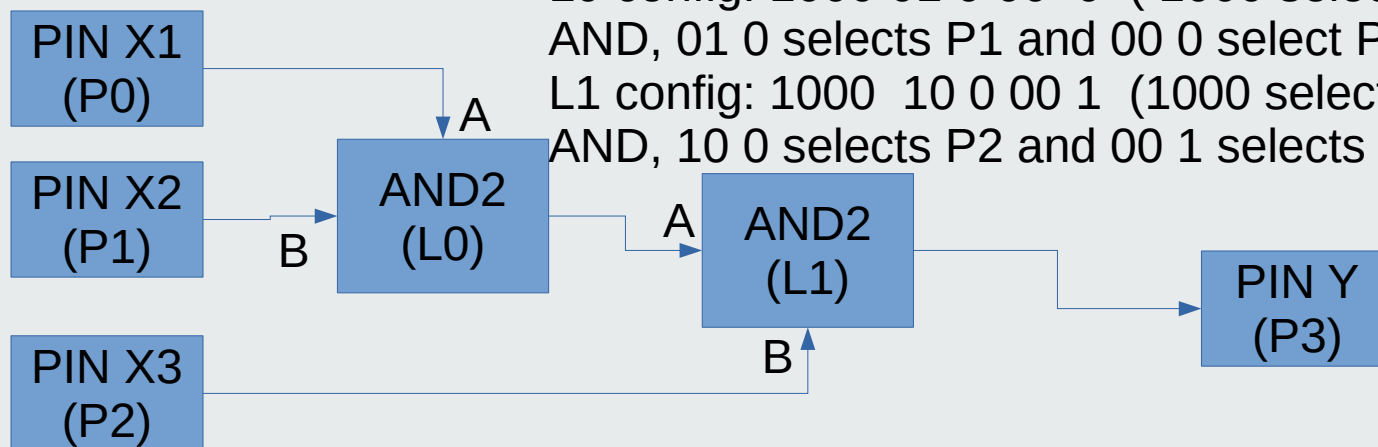 AND, 01 0 selects P1 and 00 0 select
L1 config: 1000 10 0 00 1 (1000
AND, 10 0 selects P2 and 00 1 selects
PIN X1
(P0)
A
PIN X2
(P1)
B
AND2
(L0)
A
AND2
(L1)
PIN Y
(P3)
B
PIN X3
(P2)